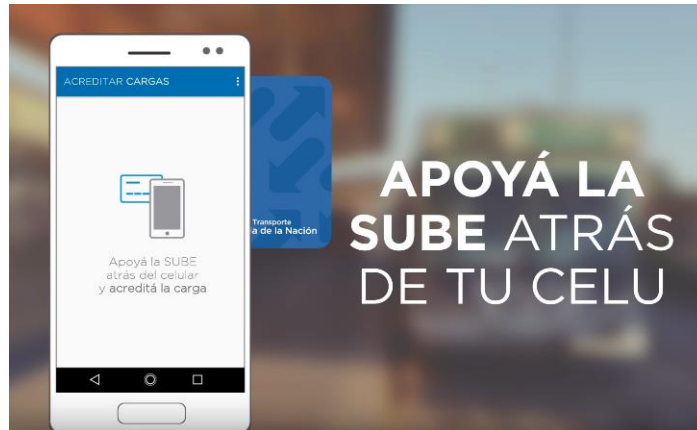 ACREDITAR CARGAS
Apoyá la SUBE
atrás del celular
y acreditá la carga
Transporte
la de la Nación
APOYÁ LA
SUBE ATRÁS
DE TU CELU